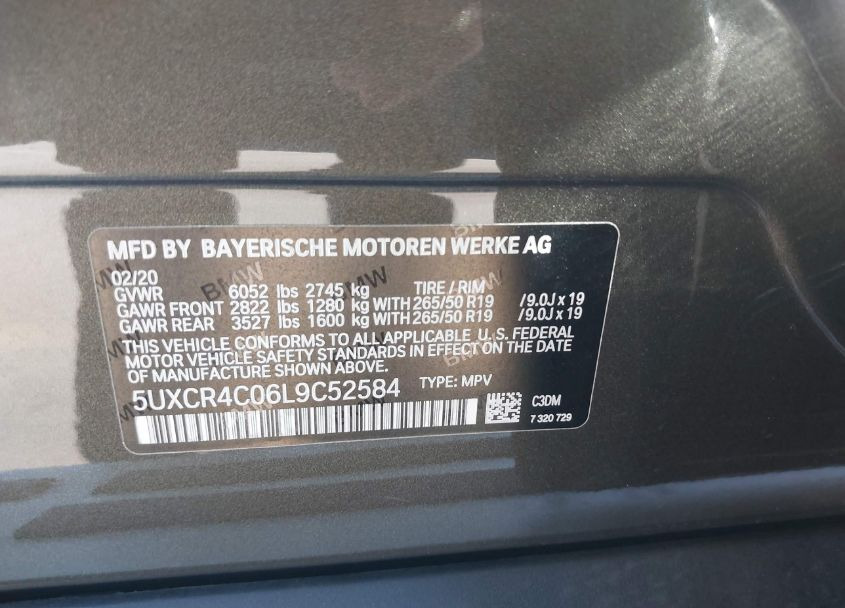 MFD BY BAYERISCHE MOTOREN WERKE AG
02/20
GVWR 6052 lbs 2745 kg TIRE / RIM
GAWR FRONT 2822 lbs 1280 kg WITH 265/50 R19 /9.0J x 19
GAWR REAR 3527 lbs 1600 kg WITH 265/50 R19 /9.0J x 19
THIS VEHICLE CONFORMS TO ALL APPLICABLE U.S. FEDERAL
MOTOR VEHICLE SAFETY STANDARDS IN EFFECT ON THE DATE
OF MANUFACTURE SHOWN ABOVE.
5UXCR4C06L9C52584 TYPE: MPV
C3DM
7 320 729